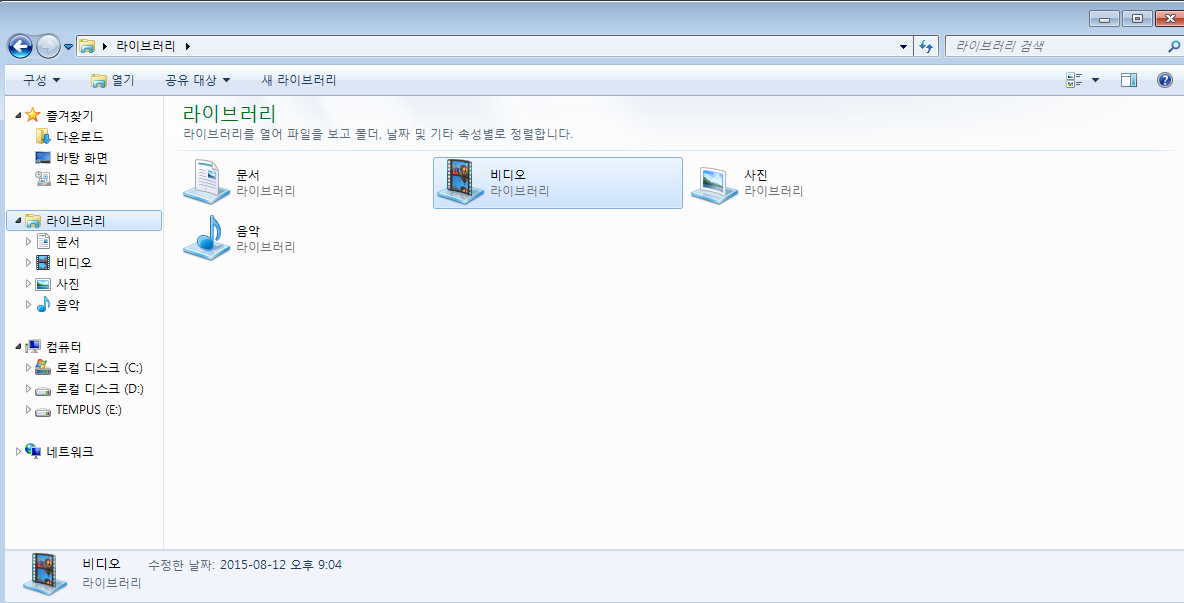 라이브러리
라이브러리 검색
구성
열기
공유 대상
새 라이브러리
즐겨찾기
다운로드
바탕 화면
최근 위치
라이브러리
문서
비디오
사진
음악
컴퓨터
로컬 디스크 (C:)
로컬 디스크 (D:)
TEMPUS (E:)
네트워크
라이브러리
라이브러리를 열어 파일을 보고 폴더, 날짜 및 기타 속성별로 정렬합니다.
문서
라이브러리
비디오
라이브러리
사진
라이브러리
음악
라이브러리
비디오 수정한 날짜: 2015-08-12 오후 9:04
라이브러리